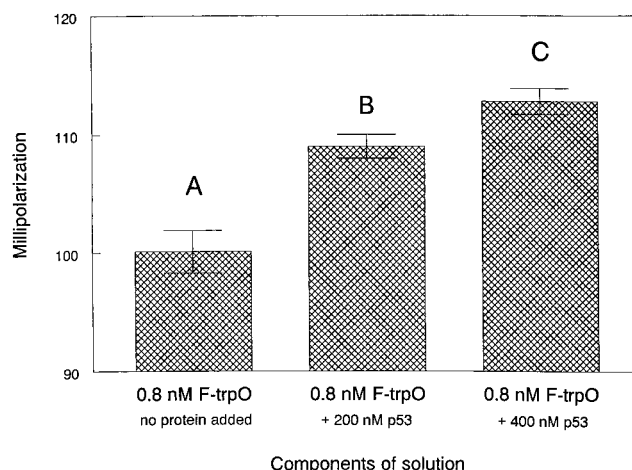 120
110
100
90
Millipolarization
A
B
C
0.8 nM F-trpO
no protein added
0.8 nM F-trpO
+ 200 nM p53
0.8 nM F-trpO
+ 400 nM p53
Components of solution